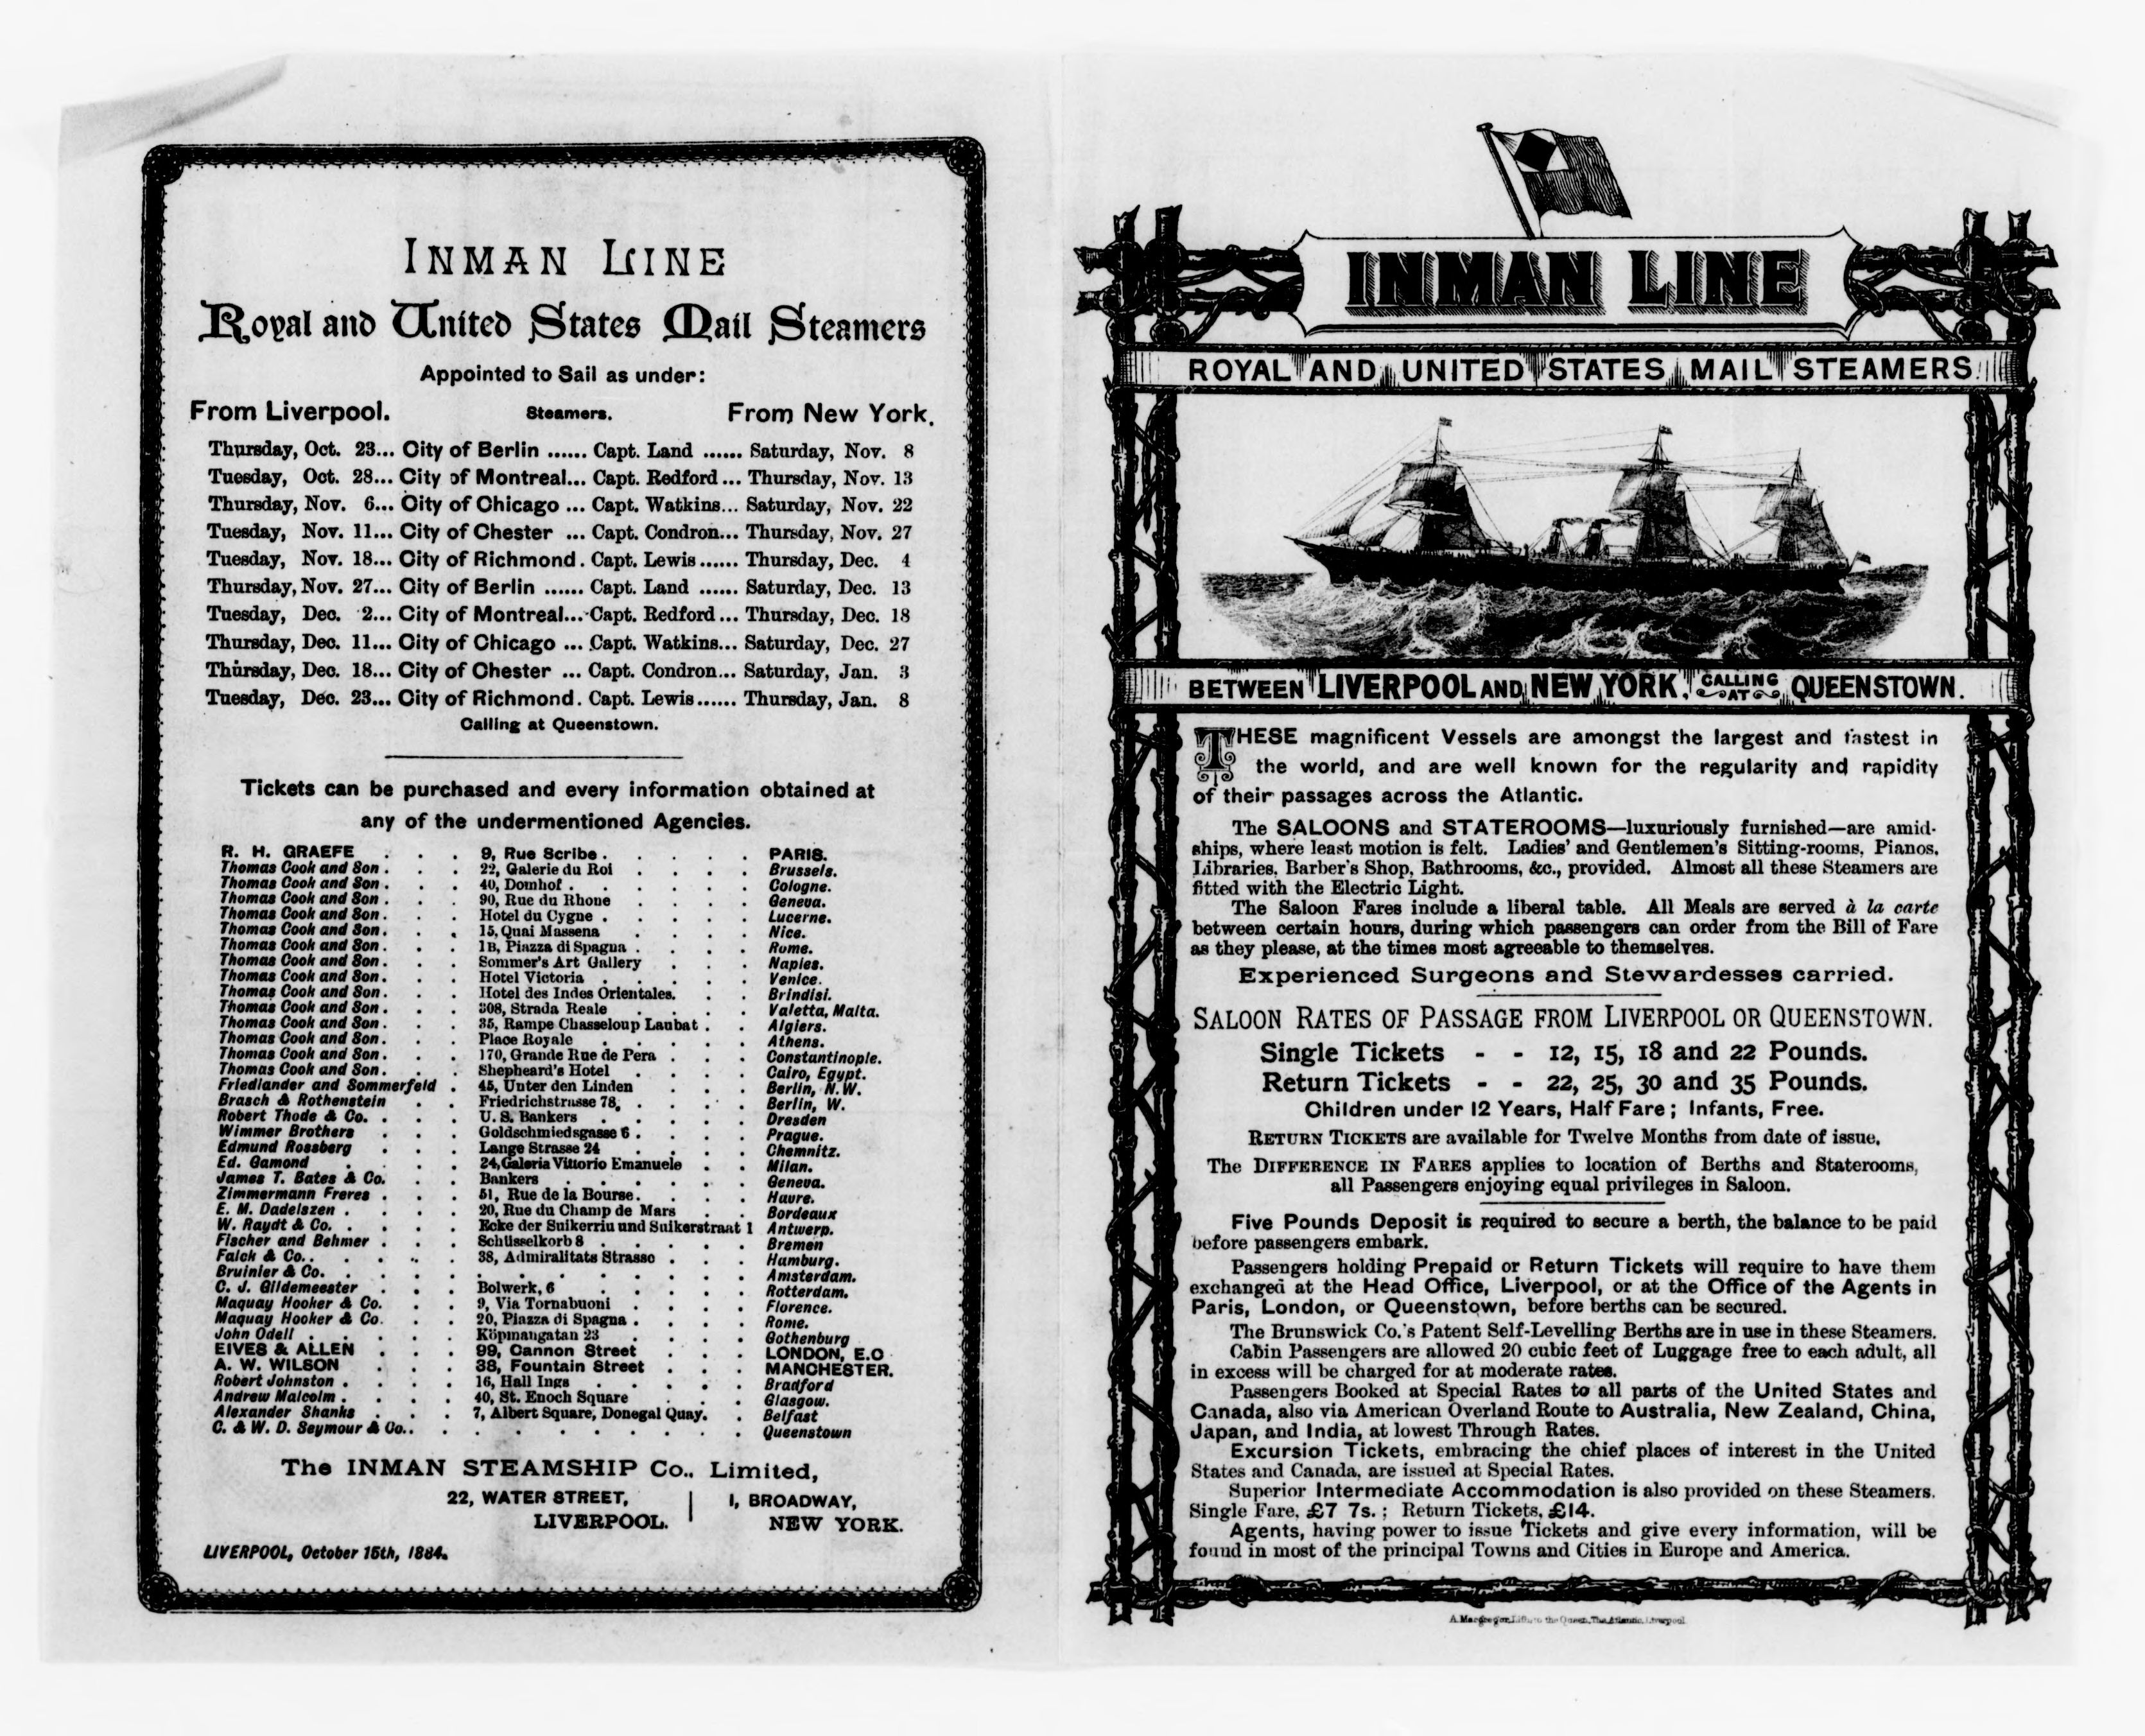 INMAN LINE
Royal and United States Mail Steamers
Appointed to Sail as under:
From Liverpool. Steamers. From New York.
Thursday, Oct. 23... City of Berlin ...... Capt. Land ...... Saturday, Nov. 8
Tuesday, Oct. 28... City of Montreal... Capt. Redford ... Thursday, Nov. 13
Thursday, Nov. 6... City of Chicago ... Capt. Watkins... Saturday, Nov. 22
Tuesday, Nov. 11... City of Chester ... Capt. Condron... Thursday, Nov. 27
Tuesday, Nov. 18... City of Richmond . Capt. Lewis ...... Thursday, Dec. 4
Thursday, Nov. 27... City of Berlin ...... Capt. Land ...... Saturday, Dec. 13
Tuesday, Dec. 2... City of Montreal... Capt. Redford ... Thursday, Dec. 18
Thursday, Dec. 11... City of Chicago ... Capt. Watkins... Saturday, Dec. 27
Thursday, Dec. 18... City of Chester ... Capt. Condron... Saturday, Jan. 3
Tuesday, Dec. 23... City of Richmond . Capt. Lewis ...... Thursday, Jan. 8
Calling at Queenstown.
Tickets can be purchased and every information obtained at
any of the undermentioned Agencies.
R. H. GRAEFE . . . 9, Rue Scribe . . . . . PARIS.
Thomas Cook and Son . . . 22, Galerie du Roi . . . . Brussels.
Thomas Cook and Son . . . 40, Domhof . . . . . . Cologne.
Thomas Cook and Son . . . 90, Rue du Rhone . . . . Geneva.
Thomas Cook and Son . . . Hotel du Cygne . . . . . Lucerne.
Thomas Cook and Son . . . 15, Quai Massena . . . . Nice.
Thomas Cook and Son . . . 1B, Piazza di Spagna . . . . Rome.
Thomas Cook and Son . . . Sommer's Art Gallery . . . Naples.
Thomas Cook and Son . . . Hotel Victoria . . . . . Venice.
Thomas Cook and Son . . . Hotel des Indes Orientales. . . Brindisi.
Thomas Cook and Son . . . 308, Strada Reale . . . . Valetta, Malta.
Thomas Cook and Son . . . 35, Rampe Chasseloup Laubat . . Algiers.
Thomas Cook and Son . . . Place Royale . . . . . Athens.
Thomas Cook and Son . . . 170, Grande Rue de Pera . . . Constantinople.
Thomas Cook and Son . . . Shepheard's Hotel . . . . Cairo, Egypt.
Friedlander and Sommerfeld . 45, Unter den Linden . . . Berlin, N.W.
Brasch & Rothenstein . . Friedrichstrasse 78, . . . . Berlin, W.
Robert Thode & Co. . . . U. S. Bankers . . . . . Dresden
Wimmer Brothers . . . Goldschmiedsgasse 6 . . . . Prague.
Edmund Rossberg . . . Lange Strasse 24 . . . . Chemnitz.
Ed. Gamond . . . . 24, Galeria Vittorio Emanuele . . Milan.
James T. Bates & Co. . . Bankers . . . . . . Geneva.
Zimmermann Freres . . . 51, Rue de la Bourse . . . . Havre.
E. M. Dadelszen . . . . 20, Rue du Champ de Mars . . Bordeaux
W. Raydt & Co. . . . . Ecke der Suikerriu und Suikerstraat 1 Antwerp.
Fischer and Behmer . . . Schüsselkorb 8 . . . . . Bremen
Falck & Co. . . . . 38, Admiralitats Strasse . . . Hamburg.
Bruinier & Co. . . . . . . . . . . . Amsterdam.
C. J. Gildemeester . . . Bolwerk, 6 . . . . . Rotterdam.
Maquay Hooker & Co. . . 9, Via Tornabuoni . . . . Florence.
Maquay Hooker & Co. . . 20, Piazza di Spagna . . . . Rome.
John Odell . . . . . Köpmangatan 23 . . . . Gothenburg
EIVES & ALLEN . . . 99, Cannon Street . . . LONDON, E.C
A. W. WILSON . . . 38, Fountain Street . . . MANCHESTER.
Robert Johnston . . . . 16, Hall Ings . . . . . Bradford
Andrew Malcolm . . . . 40, St. Enoch Square . . . Glasgow.
Alexander Shanks . . . 7, Albert Square, Donegal Quay. . Belfast
C. & W. D. Seymour & Co. . . . . . . . . . Queenstown
The INMAN STEAMSHIP Co., Limited,
22, WATER STREET, | 1, BROADWAY,
LIVERPOOL. | NEW YORK.
LIVERPOOL, October 15th, 1884.
INMAN LINE
ROYAL AND UNITED STATES MAIL STEAMERS
BETWEEN LIVERPOOL AND NEW YORK, CALLING AT QUEENSTOWN.
THESE magnificent Vessels are amongst the largest and fastest in
the world, and are well known for the regularity and rapidity
of their passages across the Atlantic.
The SALOONS and STATEROOMS—luxuriously furnished—are amid-
ships, where least motion is felt. Ladies' and Gentlemen's Sitting-rooms, Pianos,
Libraries, Barber's Shop, Bathrooms, &c., provided. Almost all these Steamers are
fitted with the Electric Light.
The Saloon Fares include a liberal table. All Meals are served à la carte
between certain hours, during which passengers can order from the Bill of Fare
as they please, at the times most agreeable to themselves.
Experienced Surgeons and Stewardesses carried.
SALOON RATES OF PASSAGE FROM LIVERPOOL OR QUEENSTOWN.
Single Tickets - - 12, 15, 18 and 22 Pounds.
Return Tickets - - 22, 25, 30 and 35 Pounds.
Children under 12 Years, Half Fare; Infants, Free.
RETURN TICKETS are available for Twelve Months from date of issue.
The DIFFERENCE IN FARES applies to location of Berths and Staterooms,
all Passengers enjoying equal privileges in Saloon.
Five Pounds Deposit is required to secure a berth, the balance to be paid
before passengers embark.
Passengers holding Prepaid or Return Tickets will require to have them
exchanged at the Head Office, Liverpool, or at the Office of the Agents in
Paris, London, or Queenstown, before berths can be secured.
The Brunswick Co.'s Patent Self-Levelling Berths are in use in these Steamers.
Cabin Passengers are allowed 20 cubic feet of Luggage free to each adult, all
in excess will be charged for at moderate rates.
Passengers Booked at Special Rates to all parts of the United States and
Canada, also via American Overland Route to Australia, New Zealand, China,
Japan, and India, at lowest Through Rates.
Excursion Tickets, embracing the chief places of interest in the United
States and Canada, are issued at Special Rates.
Superior Intermediate Accommodation is also provided on these Steamers.
Single Fare, £7 7s.; Return Tickets, £14.
Agents, having power to issue Tickets and give every information, will be
found in most of the principal Towns and Cities in Europe and America.
A. Macgregor, Lith. to the Queen, The Atlantic, Liverpool